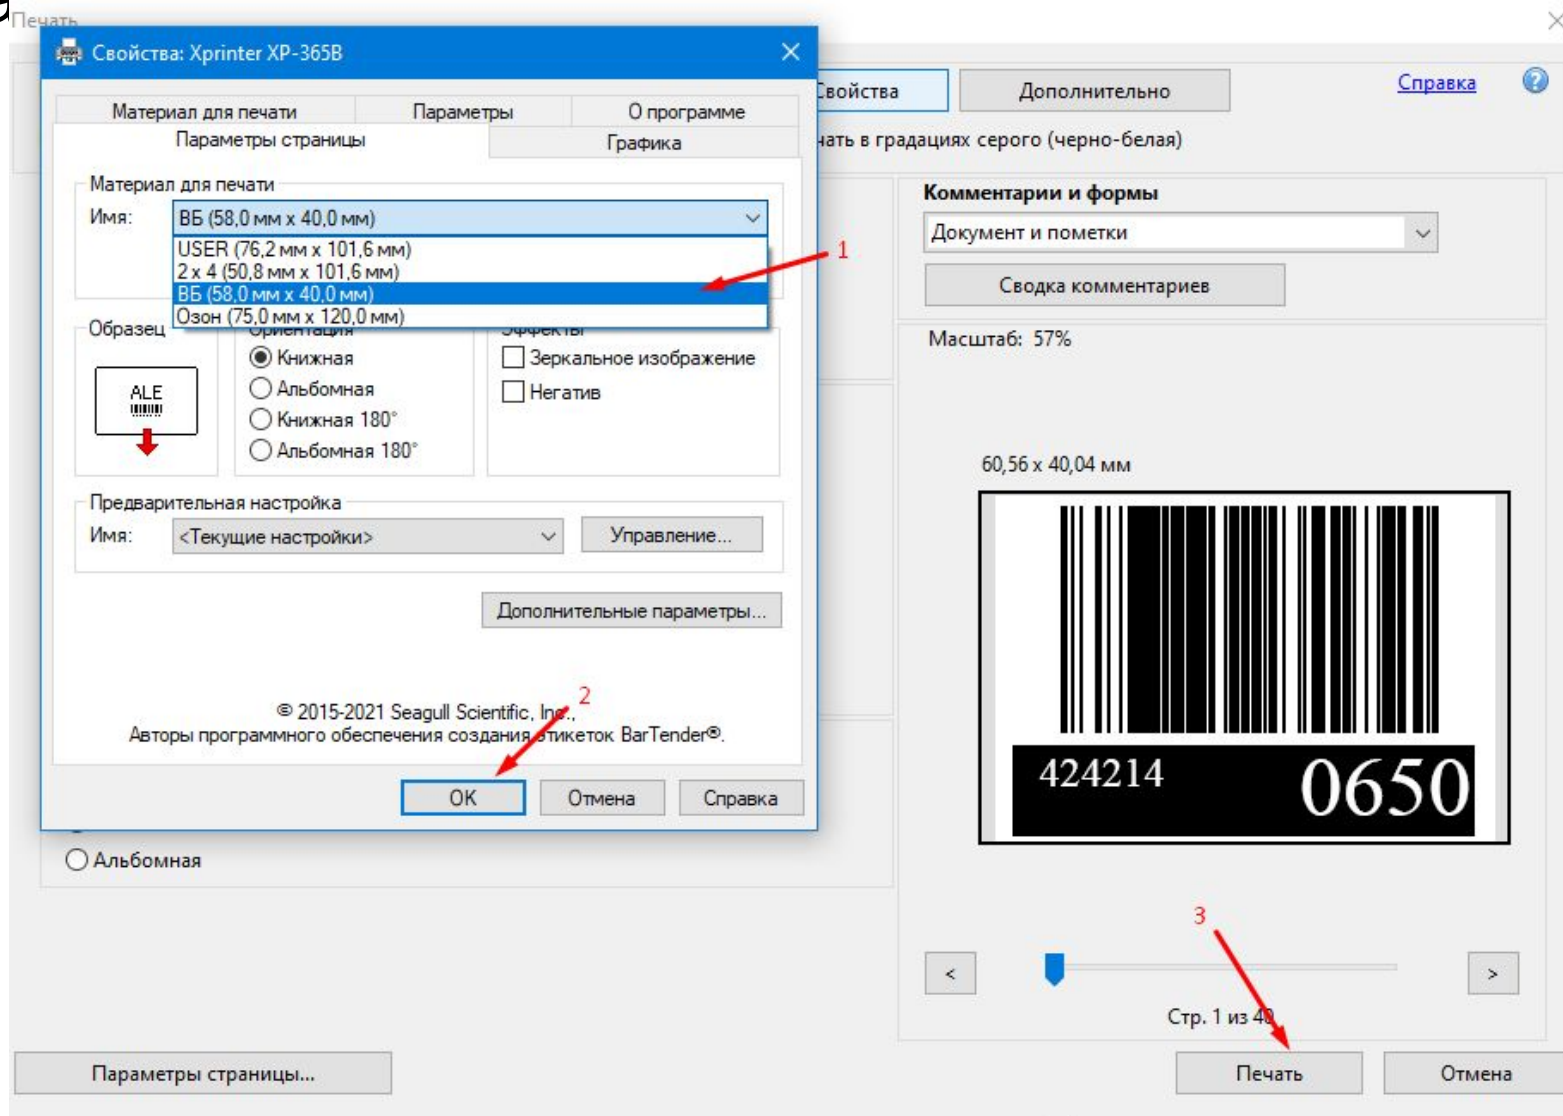 Печать
Свойства: Xprinter XP-365B
Материал для печати
Параметры
О программе
Параметры страницы
Графика
Материал для печати
Имя:
ВБ (58,0 мм x 40,0 мм)
USER (76,2 мм x 101,6 мм)
2 x 4 (50,8 мм x 101,6 мм)
ВБ (58,0 мм x 40,0 мм)
Озон (75,0 мм x 120,0 мм)
1
Образец
ALE
Ориентация
Книжная
Альбомная
Книжная 180°
Альбомная 180°
Эффекты
Зеркальное изображение
Негатив
Предварительная настройка
Имя:
<Текущие настройки>
Управление...
Дополнительные параметры...
2
© 2015-2021 Seagull Scientific, Inc.,
Авторы программного обеспечения создания этикеток BarTender®.
OK
Отмена
Справка
Альбомная
Параметры страницы...
Свойства
Дополнительно
Справка
?
чать в градациях серого (черно-белая)
Комментарии и формы
Документ и пометки
Сводка комментариев
Масштаб: 57%
60,56 x 40,04 мм
424214
0650
3
<
>
Стр. 1 из 40
Печать
Отмена